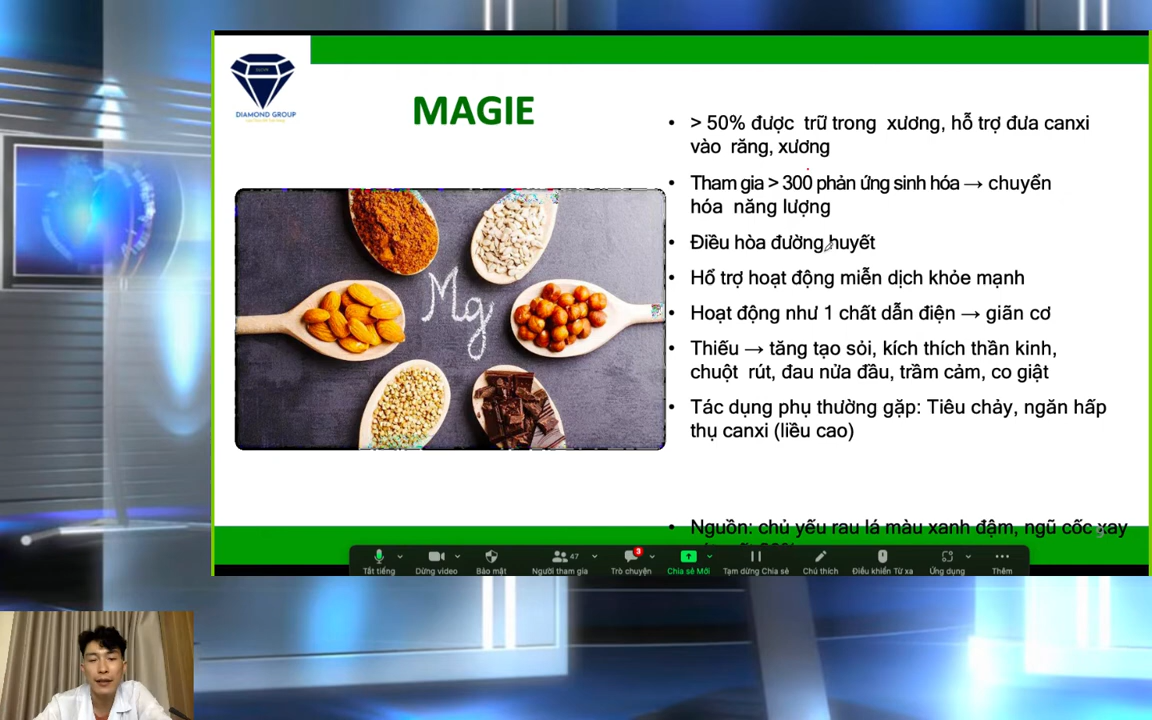 DIAMOND GROUP
MAGIE
Mg
• > 50% được trữ trong xương, hỗ trợ đưa canxi
vào răng, xương
• Tham gia > 300 phản ứng sinh hóa → chuyển
hóa năng lượng
• Điều hòa đường huyết
• Hổ trợ hoạt động miễn dịch khỏe mạnh
• Hoạt động như 1 chất dẫn điện → giãn cơ
• Thiếu → tăng tạo sỏi, kích thích thần kinh,
chuột rút, đau nửa đầu, trầm cảm, co giật
• Tác dụng phụ thường gặp: Tiêu chảy, ngăn hấp
thụ canxi (liều cao)
• Nguồn: chủ yếu rau lá màu xanh đậm, ngũ cốc xay
Tắt tiếng
Dừng video
Bảo mật
47
Người tham gia
3
Trò chuyện
Chia sẻ Mới
Tạm dừng Chia sẻ
Chú thích
Điều khiển Từ xa
Ứng dụng
Thêm